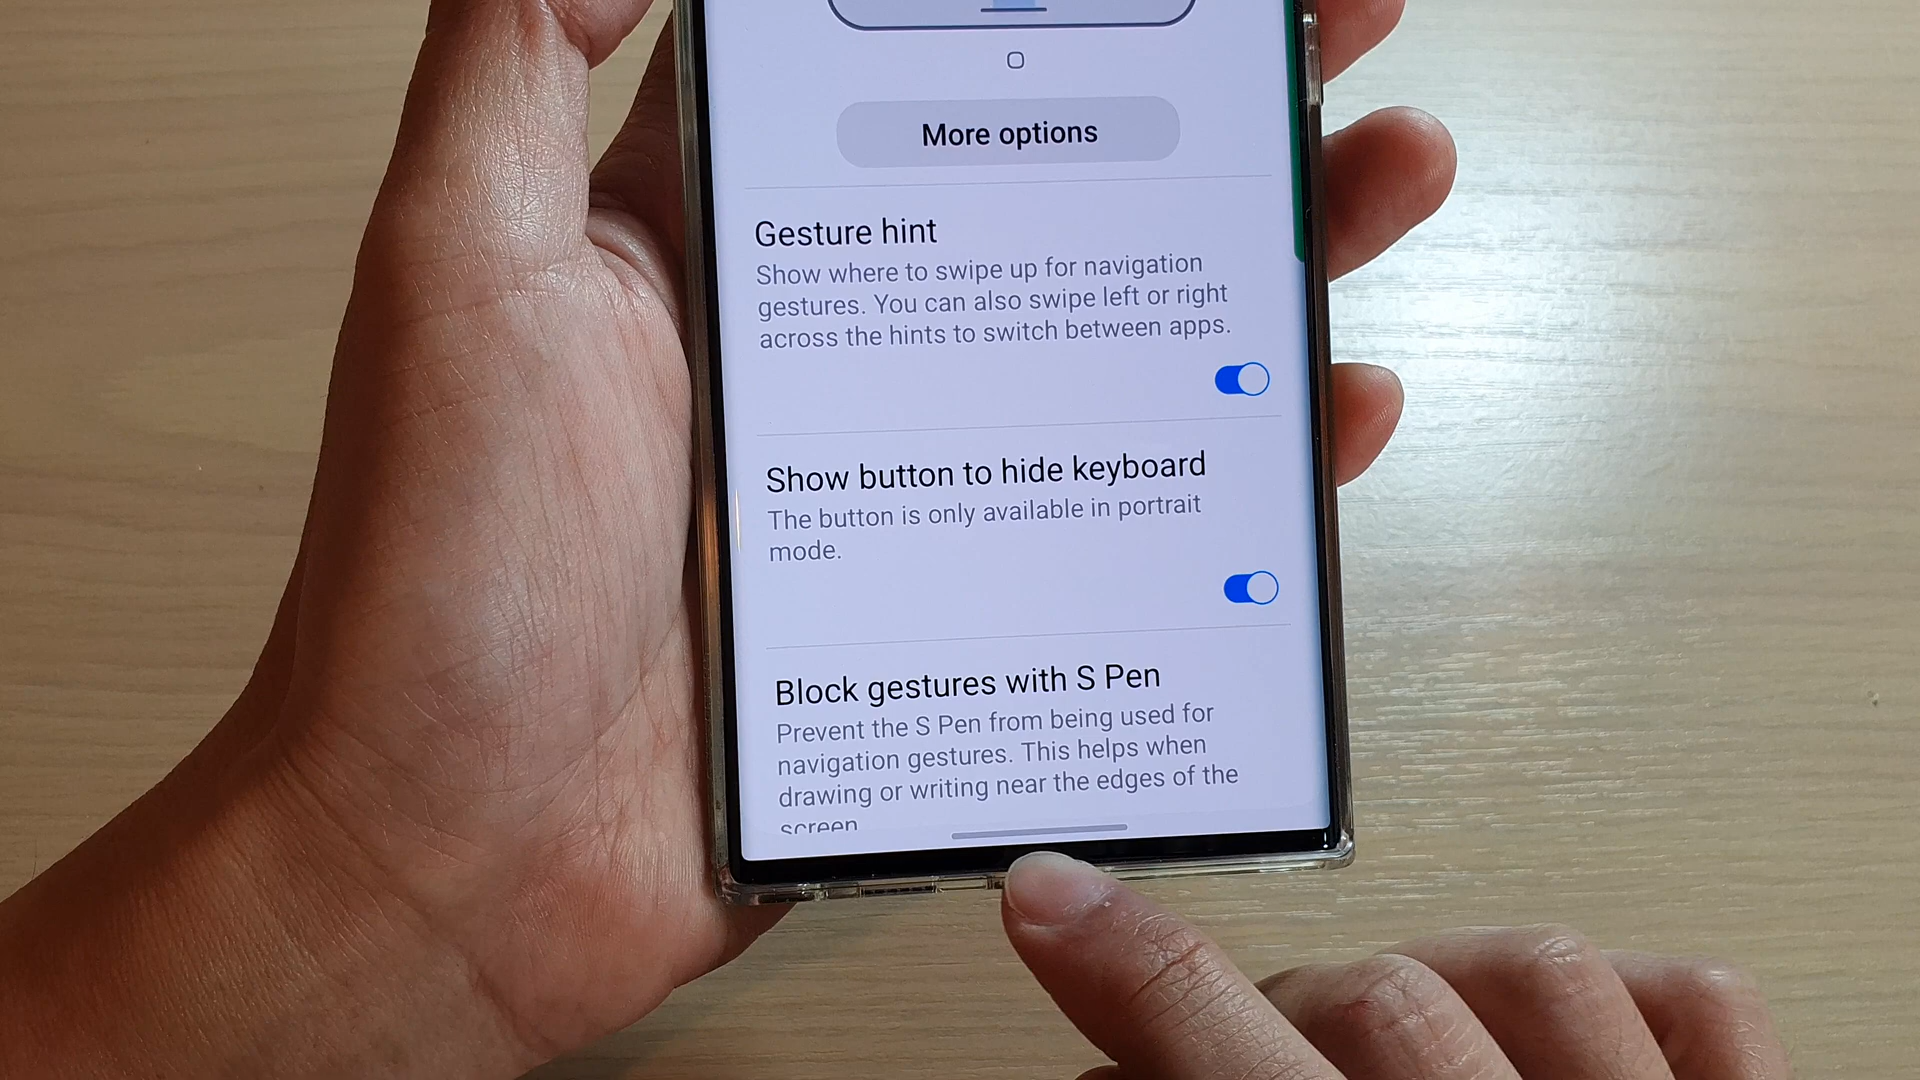 More options
Gesture hint
Show where to swipe up for navigation
gestures. You can also swipe left or right
across the hints to switch between apps.
Show button to hide keyboard
The button is only available in portrait
mode.
Block gestures with S Pen
Prevent the S Pen from being used for
navigation gestures. This helps when
drawing or writing near the edges of the
screen